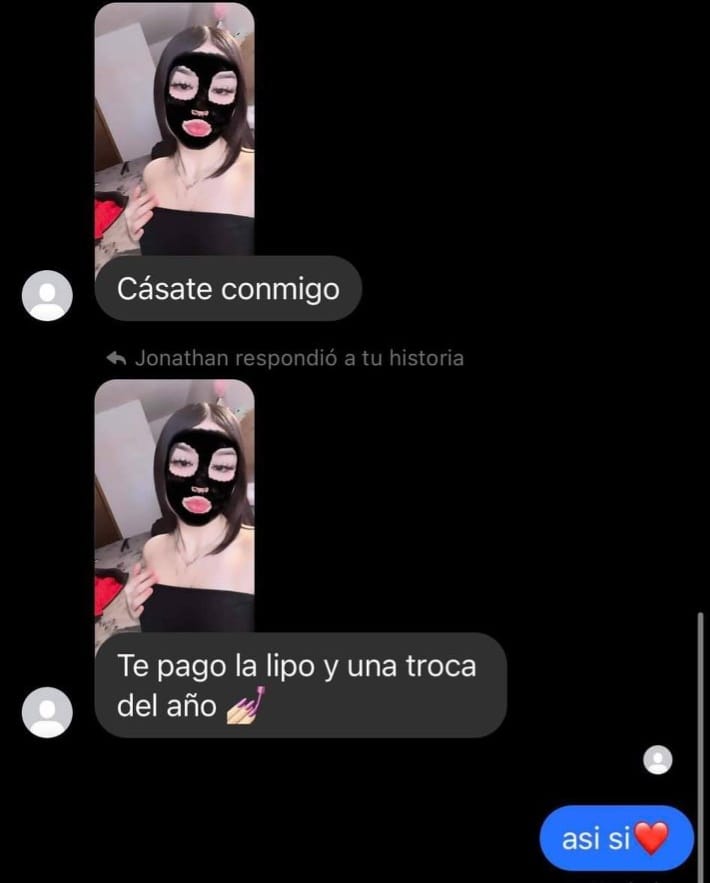 Cásate conmigo
Jonathan respondió a tu historia
Te pago la lipo y una troca
del año 💅🏼
asi si❤️